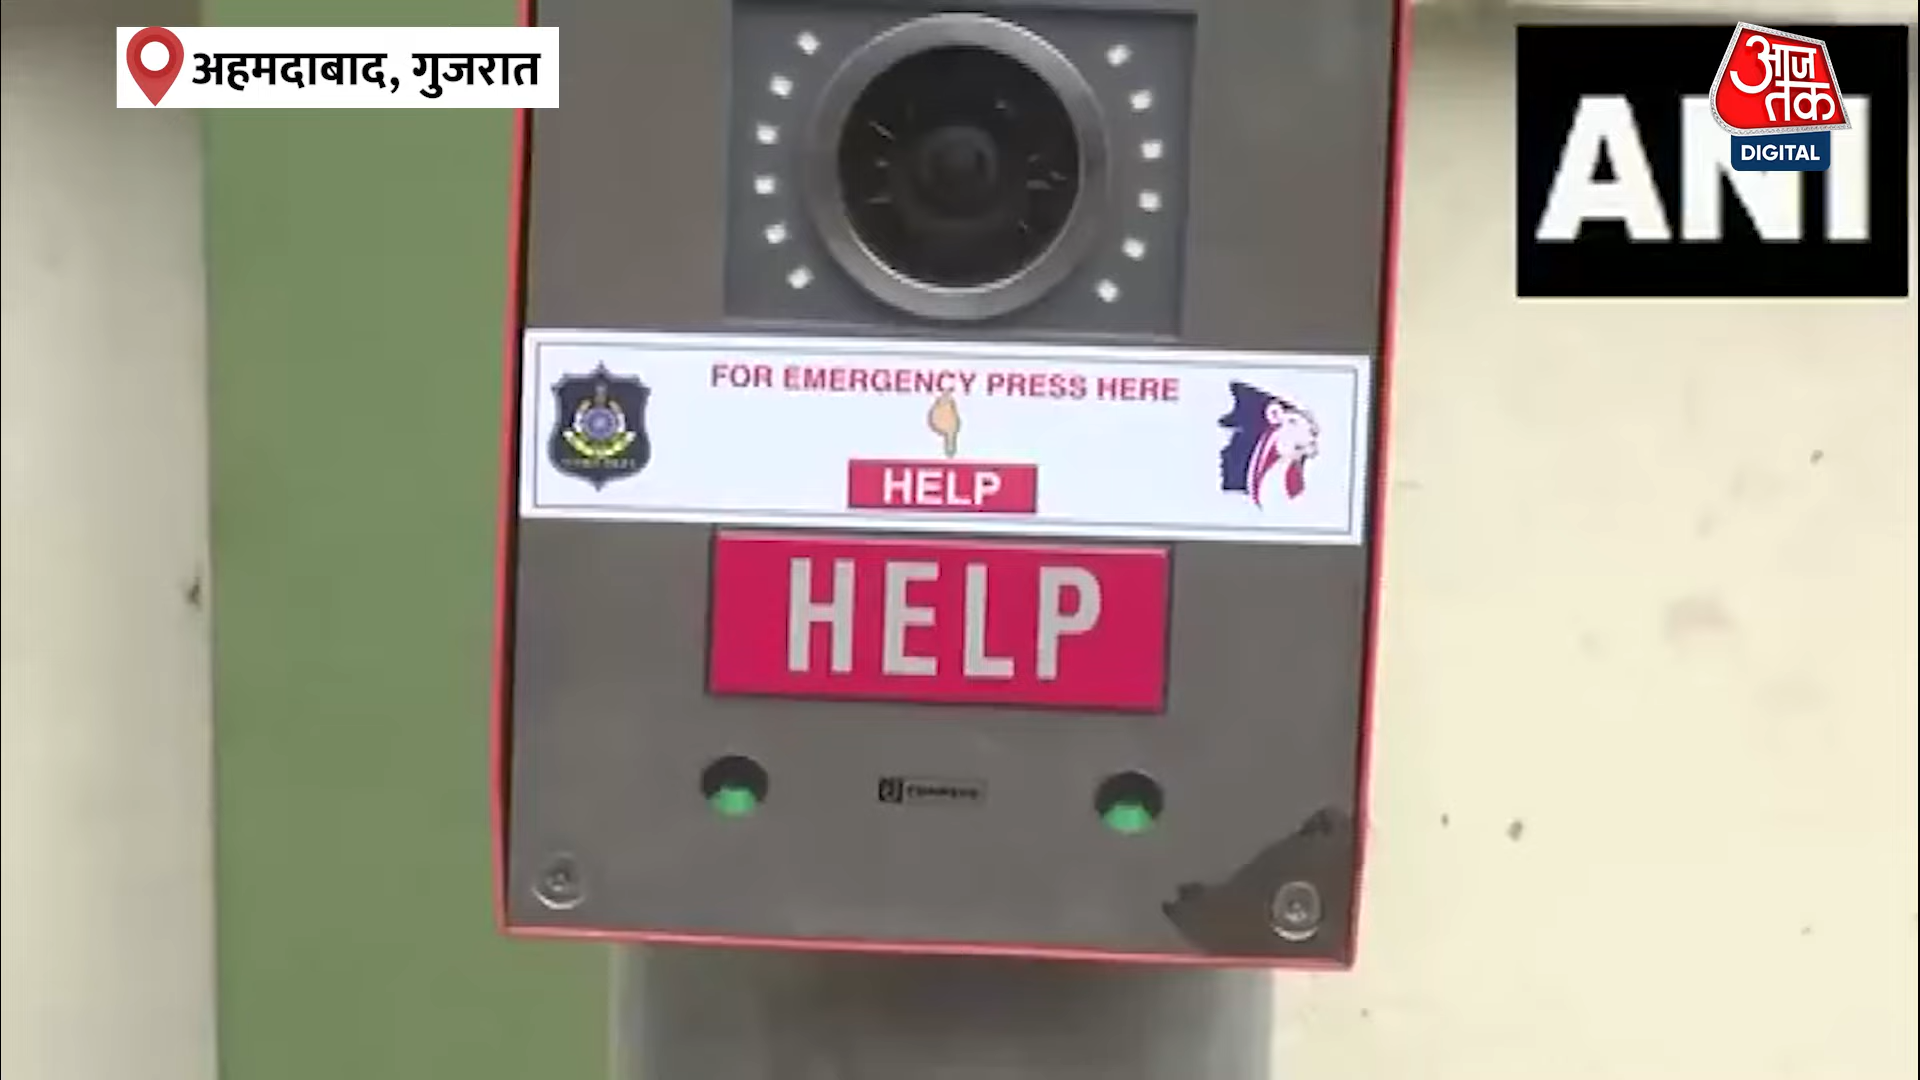 अहमदाबाद, गुजरात
ANI
आज
तक
DIGITAL
FOR EMERGENCY PRESS HERE
HELP
HELP